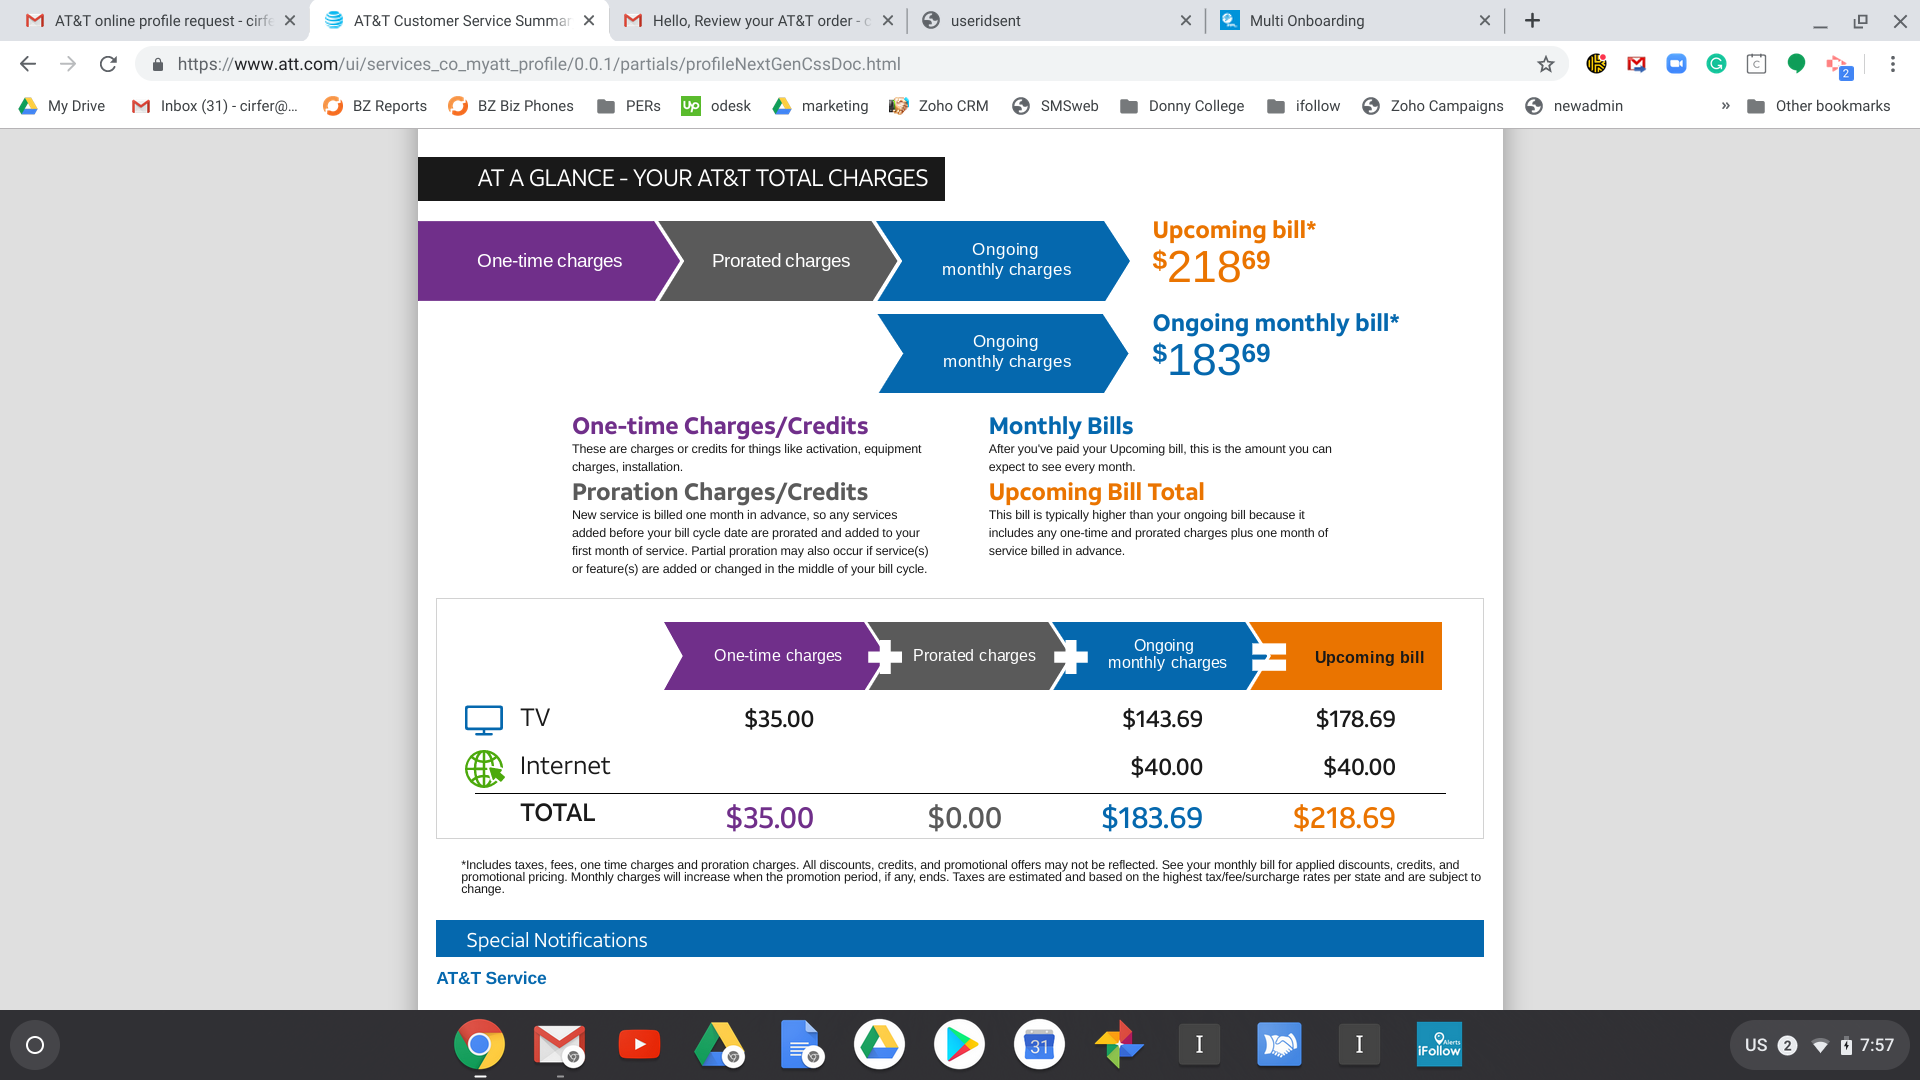 AT&T online profile request - cirfe
AT&T Customer Service Summar
Hello, Review your AT&T order - c
useridsent
Multi Onboarding
https://www.att.com/ui/services_co_myatt_profile/0.0.1/partials/profileNextGenCssDoc.html
C
2
My Drive
Inbox (31) - cirfer@...
BZ Reports
BZ Biz Phones
PERs
Up
odesk
marketing
Zoho CRM
SMSweb
Donny College
ifollow
Zoho Campaigns
newadmin
»
Other bookmarks
AT A GLANCE - YOUR AT&T TOTAL CHARGES
One-time charges
Prorated charges
Ongoing
monthly charges
Upcoming bill*
$218 69
Ongoing
monthly charges
Ongoing monthly bill*
$183 69
One-time Charges/Credits
These are charges or credits for things like activation, equipment
charges, installation.
Proration Charges/Credits
New service is billed one month in advance, so any services
added before your bill cycle date are prorated and added to your
first month of service. Partial proration may also occur if service(s)
or feature(s) are added or changed in the middle of your bill cycle.
Monthly Bills
After you've paid your Upcoming bill, this is the amount you can
expect to see every month.
Upcoming Bill Total
This bill is typically higher than your ongoing bill because it
includes any one-time and prorated charges plus one month of
service billed in advance.
One-time charges
Prorated charges
Ongoing
monthly charges
Upcoming bill
TV $35.00 $143.69 $178.69
Internet $40.00 $40.00
TOTAL $35.00 $0.00 $183.69 $218.69
*Includes taxes, fees, one time charges and proration charges. All discounts, credits, and promotional offers may not be reflected. See your monthly bill for applied discounts, credits, and
promotional pricing. Monthly charges will increase when the promotion period, if any, ends. Taxes are estimated and based on the highest tax/fee/surcharge rates per state and are subject to
change.
Special Notifications
AT&T Service
31
I
I
Alerts
iFollow
US 2 7:57